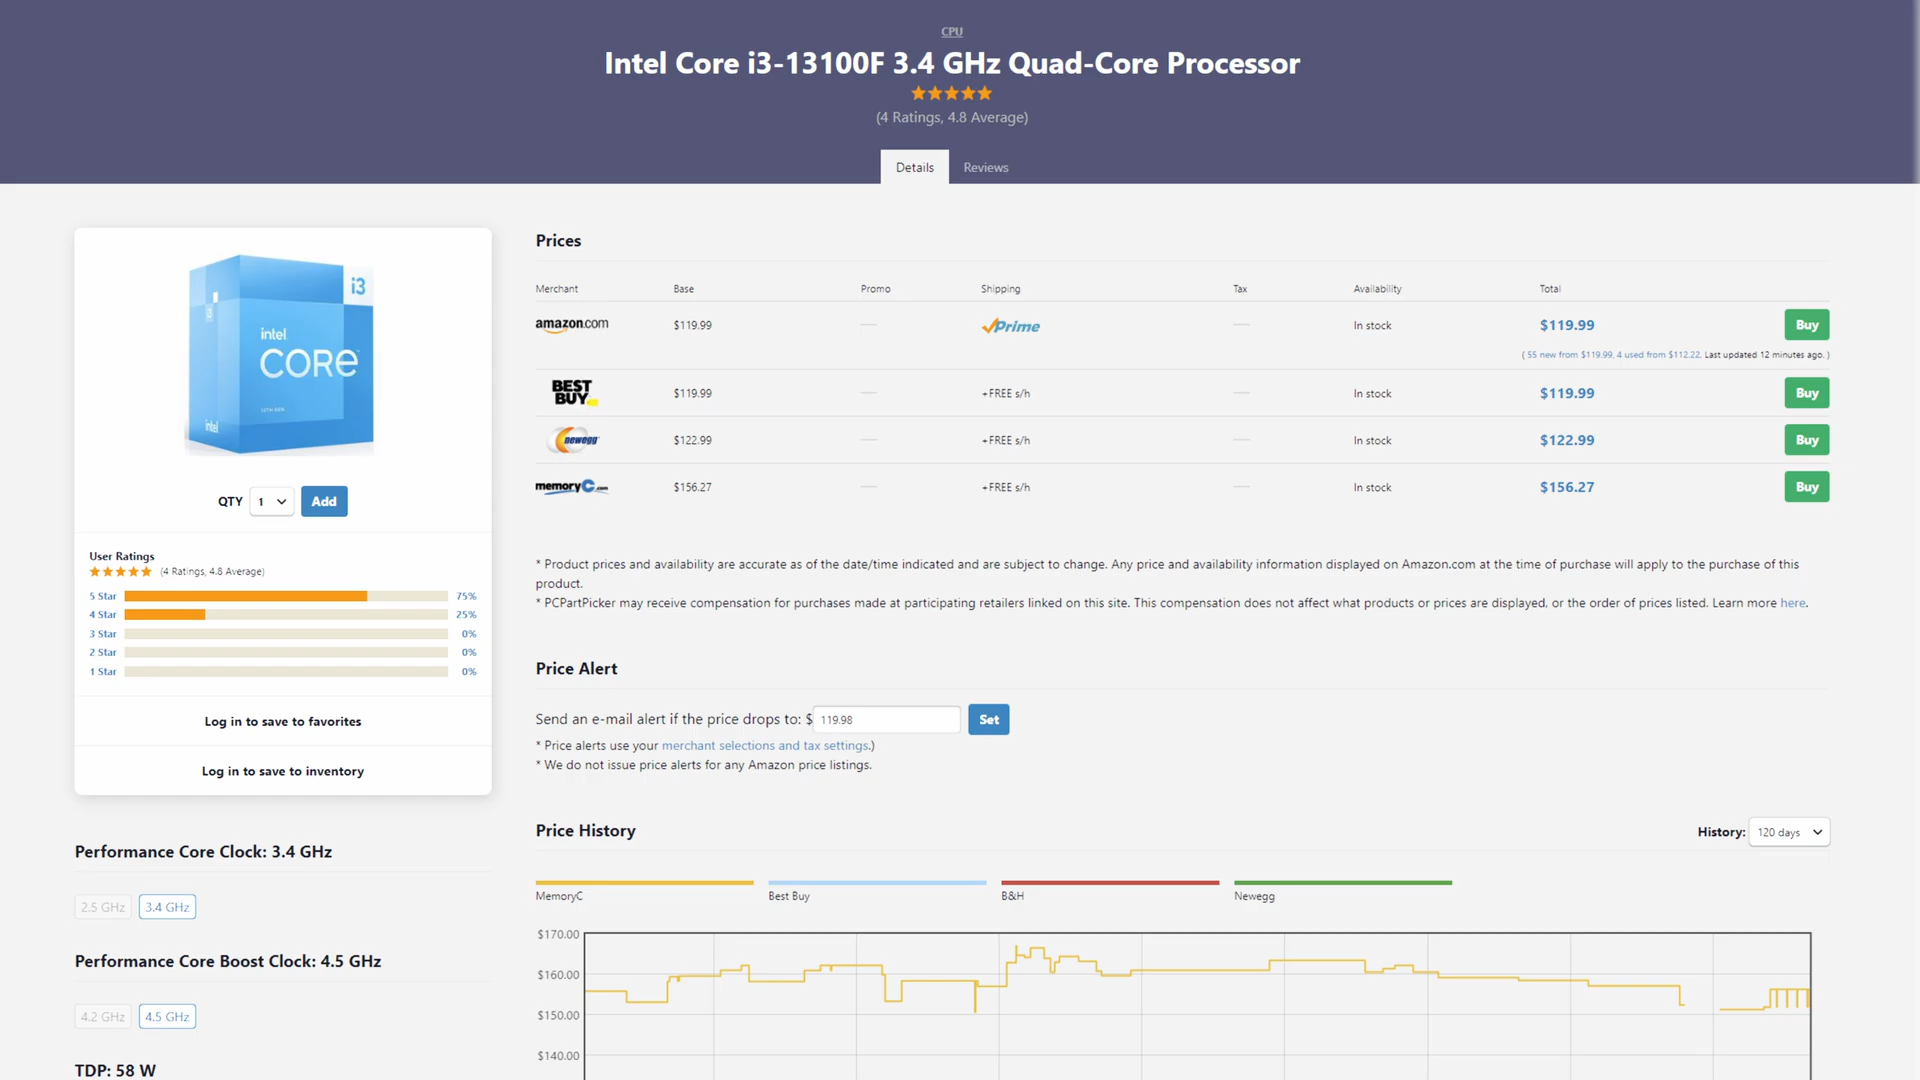 CPU
Intel Core i3-13100F 3.4 GHz Quad-Core Processor
(4 Ratings, 4.8 Average)
Details
Reviews
i3
i3
intel
CORe
intel
QTY
1
Add
User Ratings
(4 Ratings, 4.8 Average)
5 Star 75%
4 Star 25%
3 Star 0%
2 Star 0%
1 Star 0%
Log in to save to favorites
Log in to save to inventory
Performance Core Clock: 3.4 GHz
2.5 GHz
3.4 GHz
Performance Core Boost Clock: 4.5 GHz
4.2 GHz
4.5 GHz
TDP: 58 W
Prices
Merchant Base Promo Shipping Tax Availability Total
amazon.com $119.99 — Prime — In stock $119.99 Buy
( 55 new from $119.99, 4 used from $112.22. Last updated 12 minutes ago. )
BEST
BUY $119.99 — +FREE s/h — In stock $119.99 Buy
newegg $122.99 — +FREE s/h — In stock $122.99 Buy
memoryC.com $156.27 — +FREE s/h — In stock $156.27 Buy
* Product prices and availability are accurate as of the date/time indicated and are subject to change. Any price and availability information displayed on Amazon.com at the time of purchase will apply to the purchase of this
product.
* PCPartPicker may receive compensation for purchases made at participating retailers linked on this site. This compensation does not affect what products or prices are displayed, or the order of prices listed. Learn more here.
Price Alert
Send an e-mail alert if the price drops to: $ 119.98 Set
* Price alerts use your merchant selections and tax settings.)
* We do not issue price alerts for any Amazon price listings.
Price History
History: 120 days
MemoryC
Best Buy
B&H
Newegg
$170.00
$160.00
$150.00
$140.00